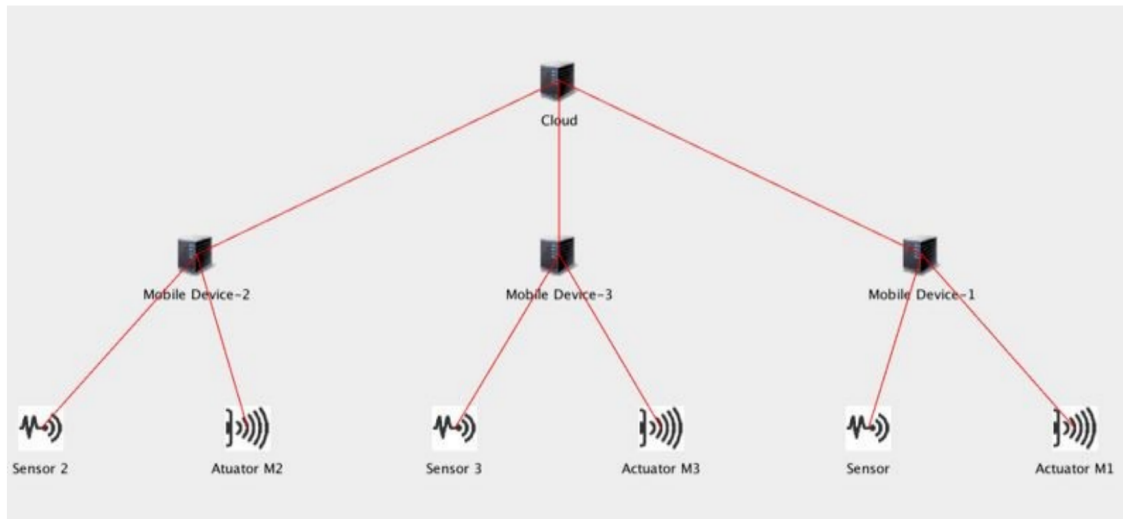 Cloud
Mobile Device-2
Mobile Device-3
Mobile Device-1
Sensor 2
Atuator M2
Sensor 3
Actuator M3
Sensor
Actuator M1